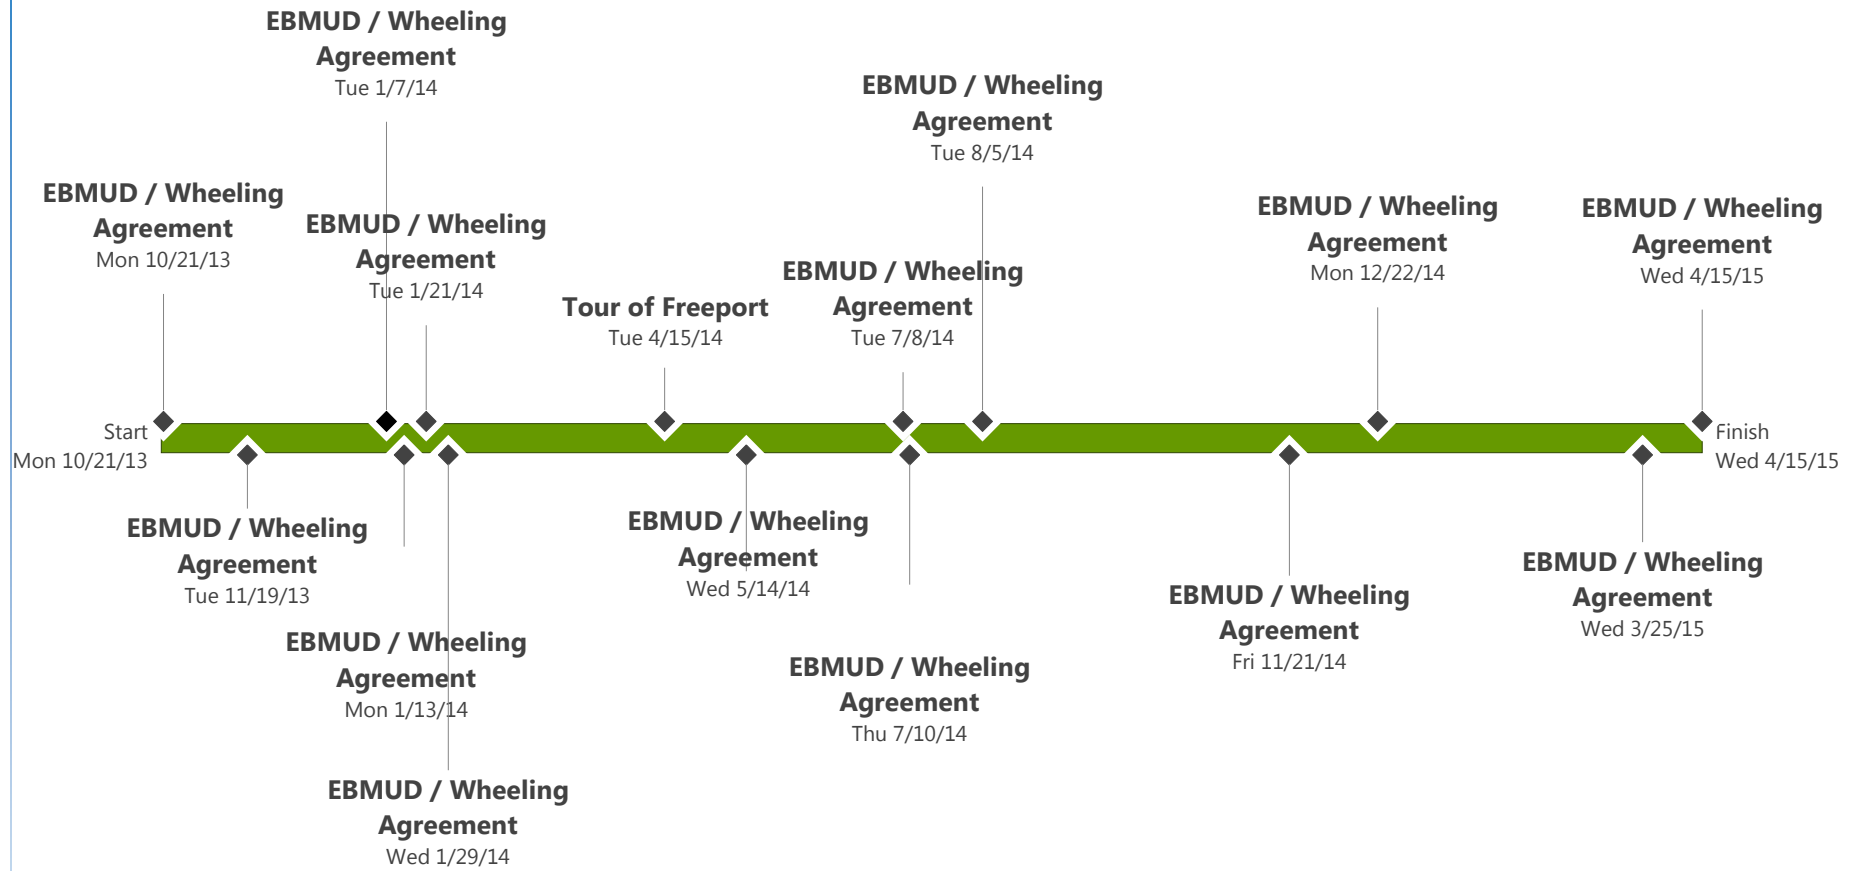 EBMUD / Wheeling
Agreement
Tue 1/7/14
EBMUD / Wheeling
Agreement
Tue 8/5/14
EBMUD / Wheeling
Agreement
Mon 10/21/13
EBMUD / Wheeling
Agreement
Tue 1/21/14
Tour of Freeport
Tue 4/15/14
EBMUD / Wheeling
Agreement
Tue 7/8/14
EBMUD / Wheeling
Agreement
Mon 12/22/14
EBMUD / Wheeling
Agreement
Wed 4/15/15
Start
Mon 10/21/13
Finish
Wed 4/15/15
EBMUD / Wheeling
Agreement
Tue 11/19/13
EBMUD / Wheeling
Agreement
Mon 1/13/14
EBMUD / Wheeling
Agreement
Wed 1/29/14
EBMUD / Wheeling
Agreement
Wed 5/14/14
EBMUD / Wheeling
Agreement
Thu 7/10/14
EBMUD / Wheeling
Agreement
Fri 11/21/14
EBMUD / Wheeling
Agreement
Wed 3/25/15